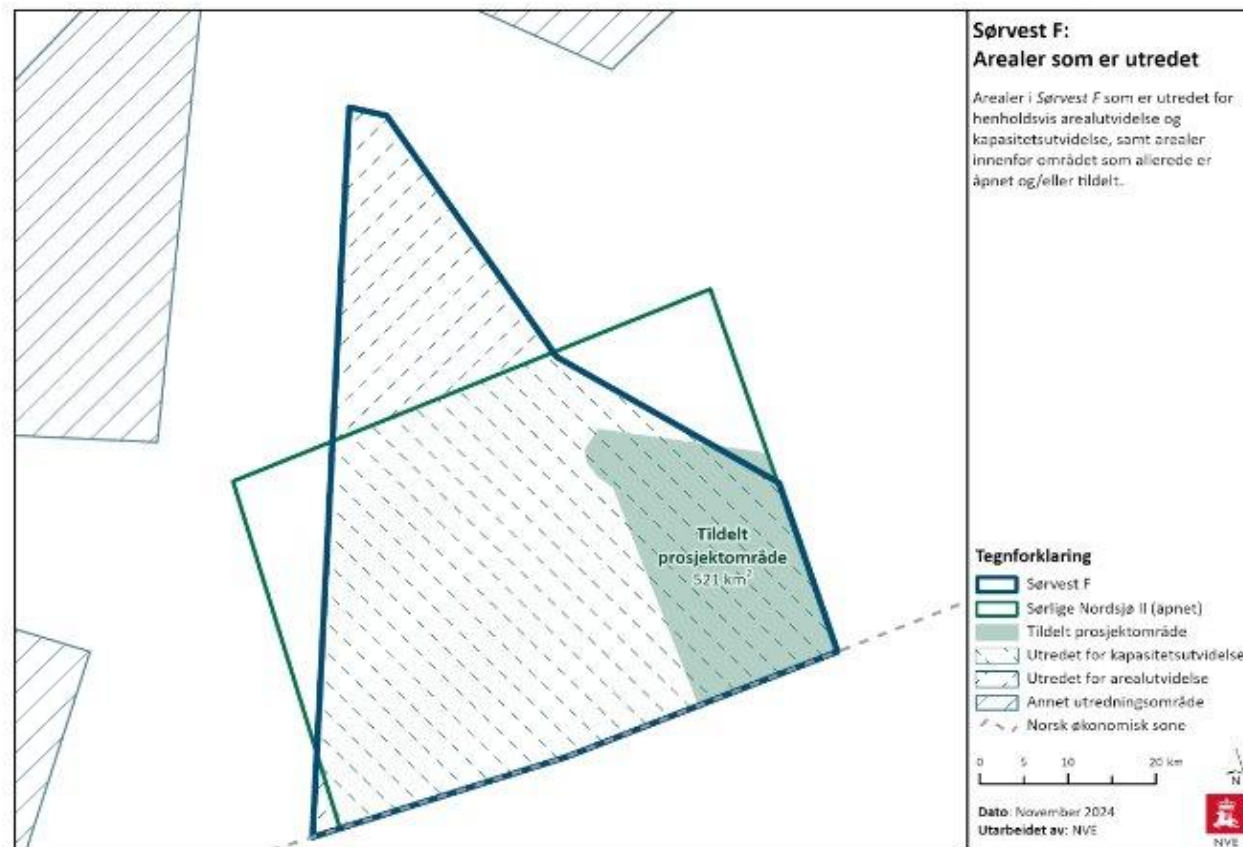 Sørvest F:
Arealer som er utredet
Arealer i Sørvest F som er utredet for
henholdsvis arealutvidelse og
kapasitetsutvidelse, samt arealer
innenfor området som allerede er
åpnet og/eller tildelt.
Tildelt
prosjektområde
521 km²
Tegnforklaring
Sørvest F
Sørlige Nordsjø II (åpnet)
Tildelt prosjektområde
Utredet for kapasitetsutvidelse
Utredet for arealutvidelse
Annet utredningsområde
Norsk økonomisk sone
0 5 10 20 km
N
Dato: November 2024
Utarbeidet av: NVE
NVE